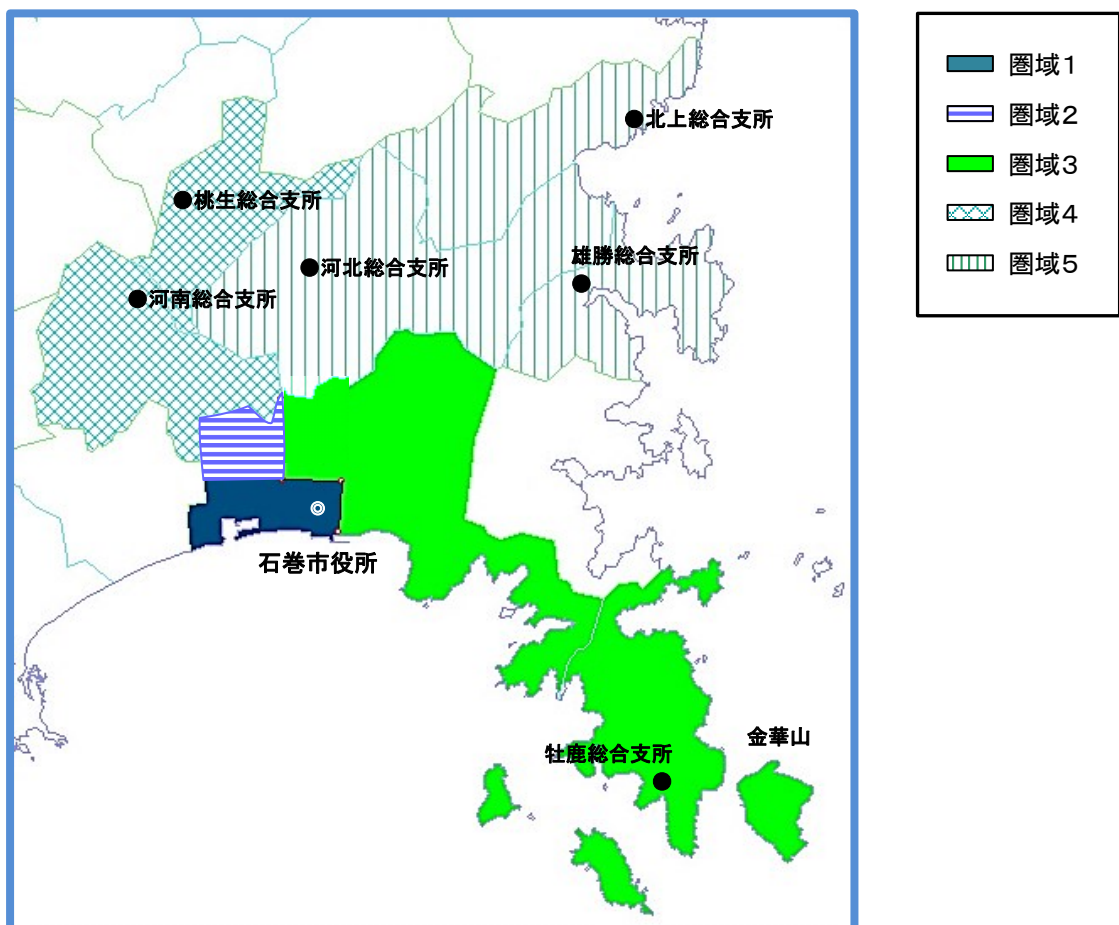 北上総合支所
桃生総合支所
雄勝総合支所
河北総合支所
河南総合支所
石巻市役所
金華山
牡鹿総合支所
圏域1
圏域2
圏域3
圏域4
圏域5